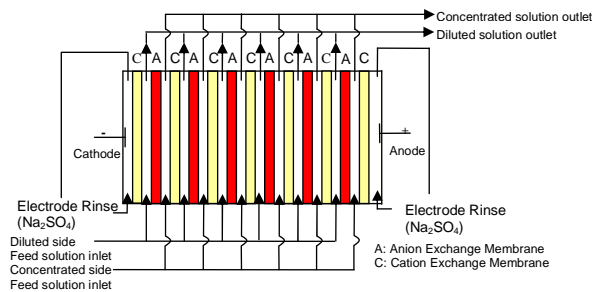 Concentrated solution outlet
Diluted solution outlet
C A C A C A C A C A C A C
-
Cathode
+
Anode
Electrode Rinse
(Na₂SO₄)
Electrode Rinse
(Na₂SO₄)
Diluted side
Feed solution inlet
Concentrated side
Feed solution inlet
A: Anion Exchange Membrane
C: Cation Exchange Membrane